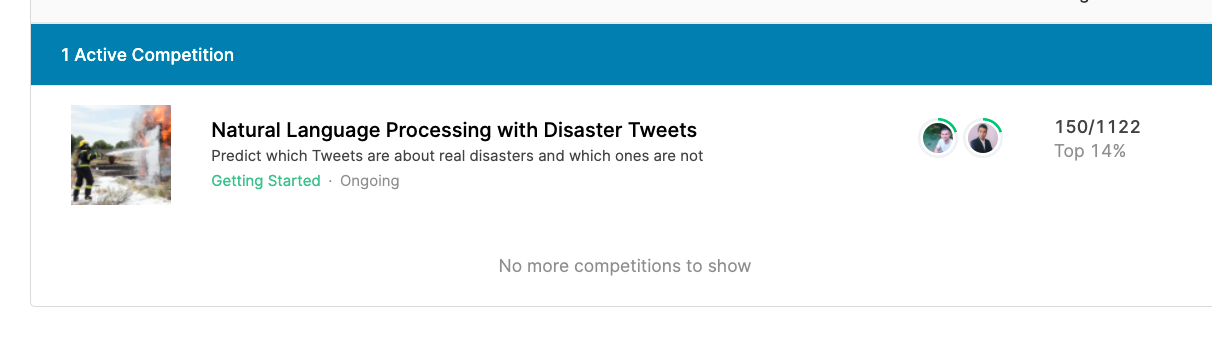 1 Active Competition
Natural Language Processing with Disaster Tweets
150/1122
Predict which Tweets are about real disasters and which ones are not
Top 14%
Getting Started · Ongoing
No more competitions to show